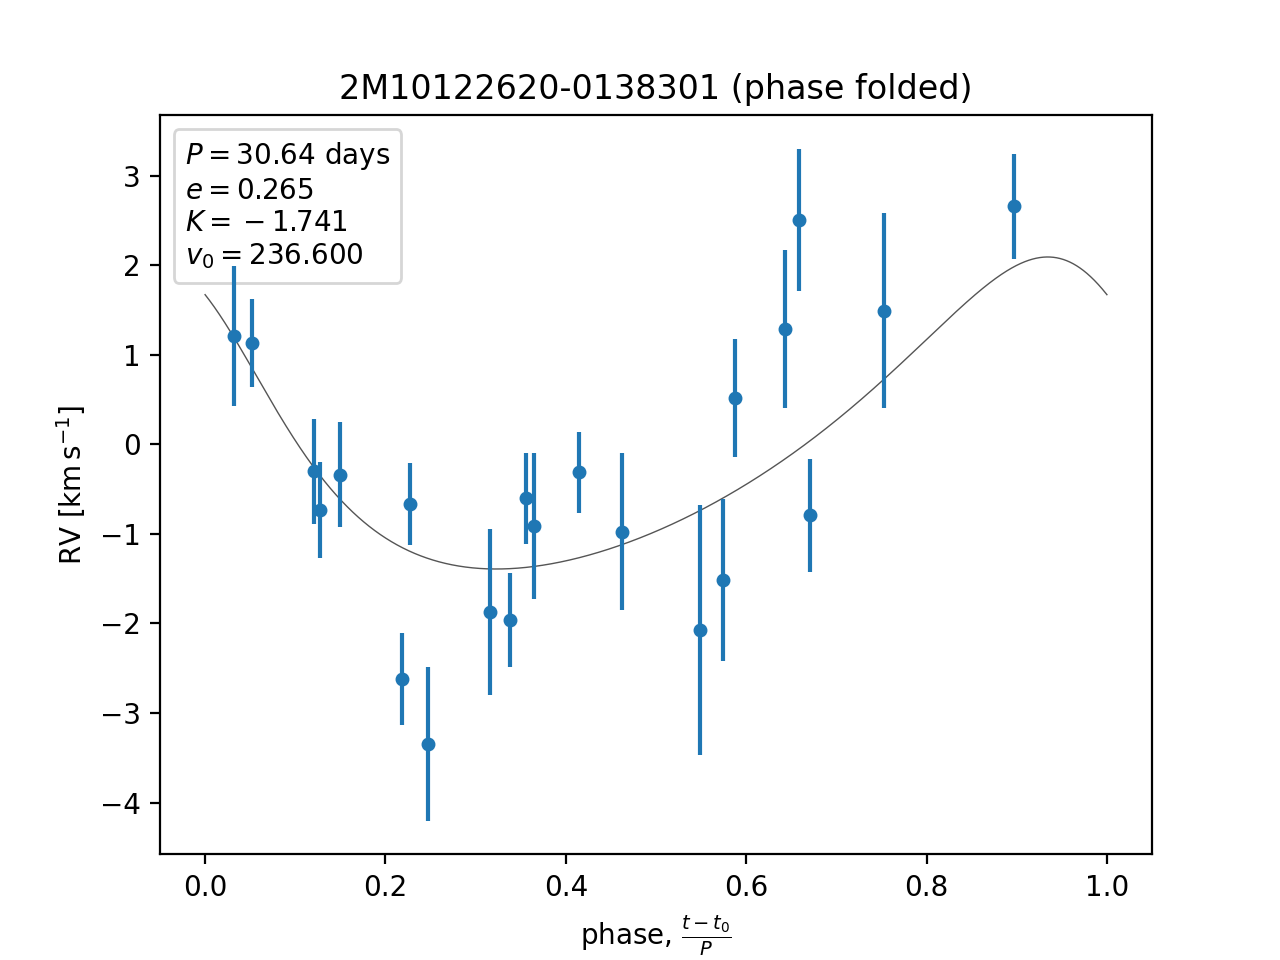 2M10122620-0138301 (phase folded)
P = 30.64 days
e = 0.265
K = −1.741
v₀ = 236.600
3
2
1
0
−1
−2
−3
−4
RV [km s⁻¹]
0.0 0.2 0.4 0.6 0.8 1.0
phase, (t − t₀)/P